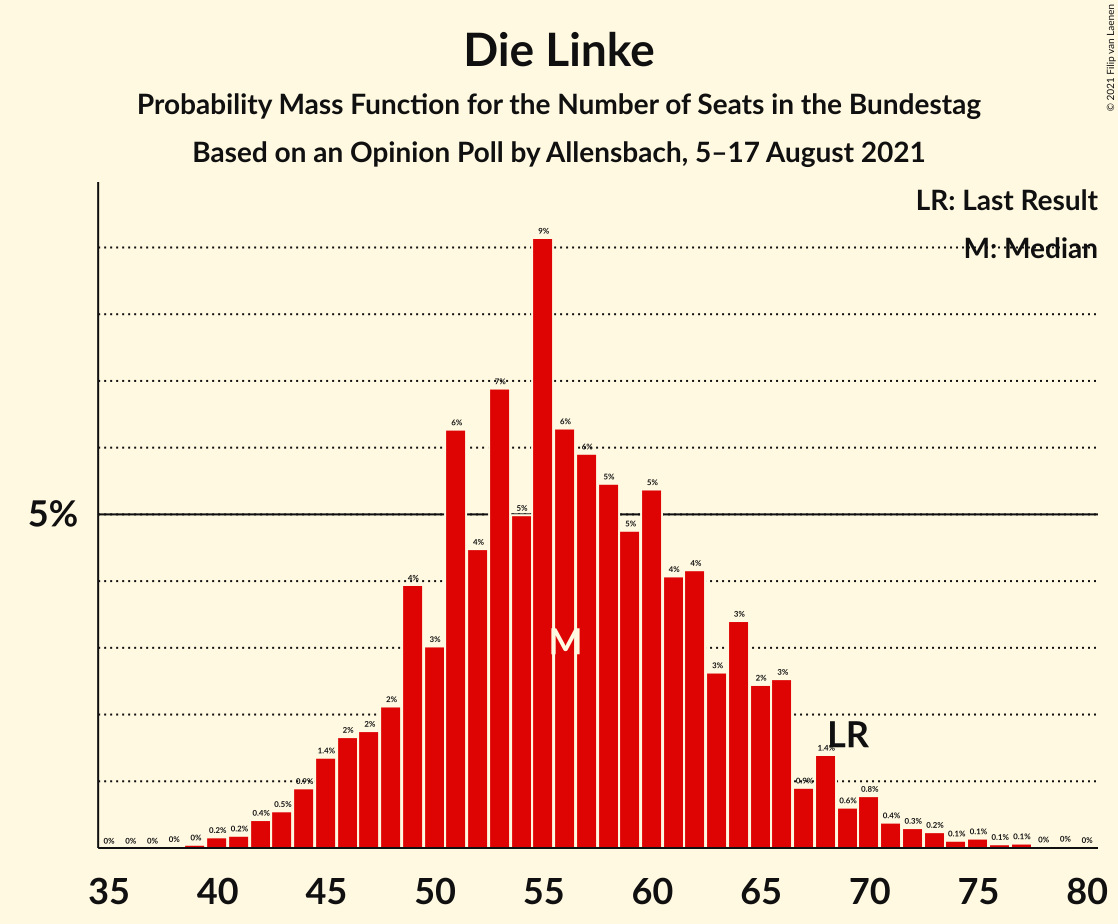 Die Linke
Probability Mass Function for the Number of Seats in the Bundestag
Based on an Opinion Poll by Allensbach, 5–17 August 2021
© 2021 Filip van Laenen
LR: Last Result
M: Median
5%
0% 0% 0% 0% 0% 0.2% 0.2% 0.4% 0.5% 0.9% 1.4% 2% 2% 2% 4% 3% 6% 4% 7% 5% 9% 6% 6% 5% 5% 5% 4% 4% 3% 3% 2% 3% 0.9% 1.4% 0.6% 0.8% 0.4% 0.3% 0.2% 0.1% 0.1% 0.1% 0.1% 0% 0% 0%
M
LR
35 40 45 50 55 60 65 70 75 80